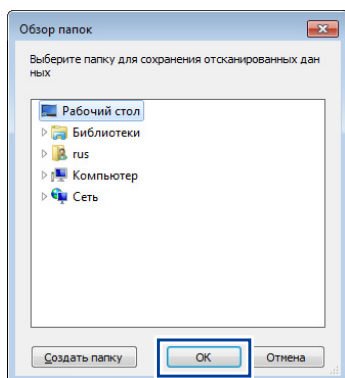 Обзор папок
Выберите папку для сохранения отсканированных дан
ных
Рабочий стол
Библиотеки
rus
Компьютер
Сеть
Создать папку
OK
Отмена